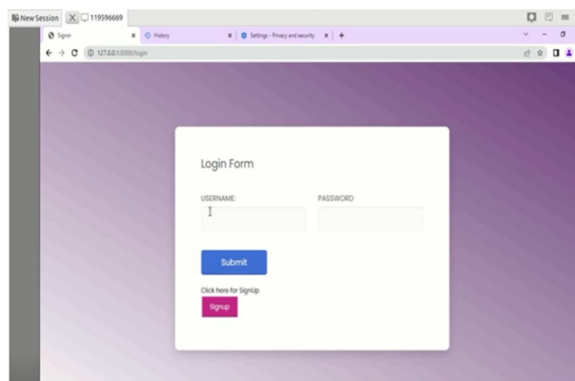 New Session 119596669
Signin History Settings - Privacy and security
127.0.0.1:5000/login
Login Form
USERNAME: PASSWORD
Submit
Click here for SignUp
Signup